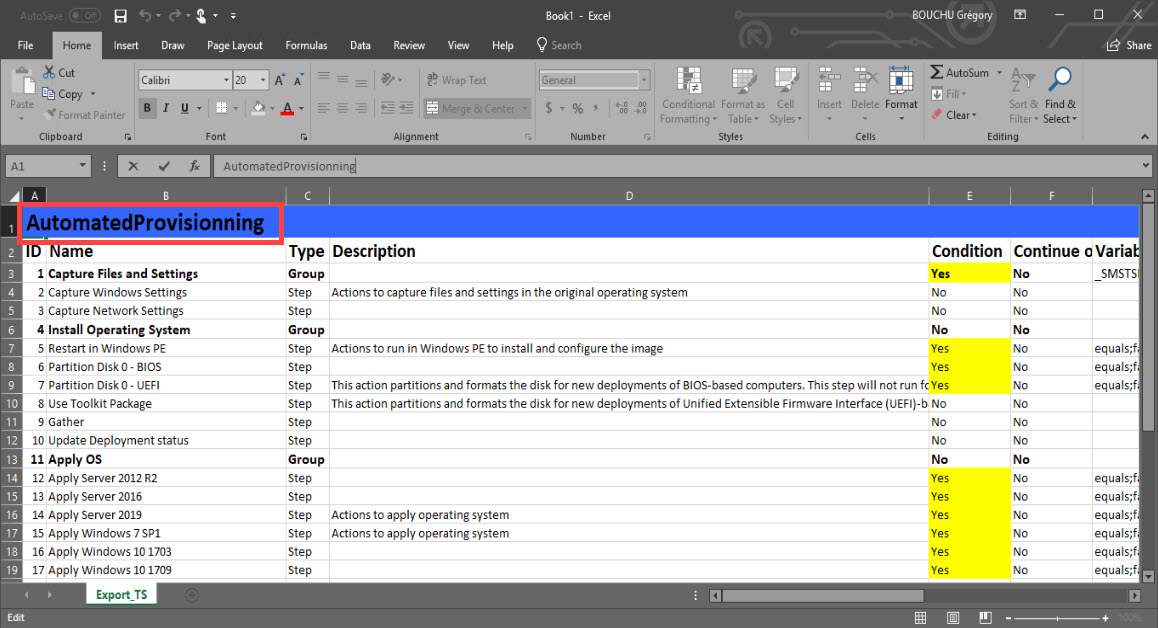 AutoSave Off Book1 - Excel BOUCHU Grégory
File Home Insert Draw Page Layout Formulas Data Review View Help Search Share
Paste Cut Copy Format Painter Clipboard
Calibri 20 A A B I U A Font
Wrap Text Merge & Center Alignment
General $ % , Number
Conditional Formatting Format as Table Cell Styles Styles
Insert Delete Format Cells
AutoSum Fill Clear Sort & Filter Find & Select Editing
A1 fx AutomatedProvisionning
A B C D E F
1 AutomatedProvisionning
2 ID Name Type Description Condition Continue o Variab
3 1 Capture Files and Settings Group Yes No _SMSTS
4 2 Capture Windows Settings Step Actions to capture files and settings in the original operating system No No
5 3 Capture Network Settings Step No No
6 4 Install Operating System Group No No
7 5 Restart in Windows PE Step Actions to run in Windows PE to install and configure the image Yes No equals;fa
8 6 Partition Disk 0 - BIOS Step Yes No equals;fa
9 7 Partition Disk 0 - UEFI Step This action partitions and formats the disk for new deployments of BIOS-based computers. This step will not run fo Yes No equals;fa
10 8 Use Toolkit Package Step This action partitions and formats the disk for new deployments of Unified Extensible Firmware Interface (UEFI)-b No No
11 9 Gather Step No No
12 10 Update Deployment status Step No No
13 11 Apply OS Group No No
14 12 Apply Server 2012 R2 Step Yes No equals;fa
15 13 Apply Server 2016 Step Yes No equals;fa
16 14 Apply Server 2019 Step Actions to apply operating system Yes No equals;fa
17 15 Apply Windows 7 SP1 Step Actions to apply operating system Yes No equals;fa
18 16 Apply Windows 10 1703 Step Yes No equals;fa
19 17 Apply Windows 10 1709 Step Yes No equals;fa
Export_TS
Edit 100%